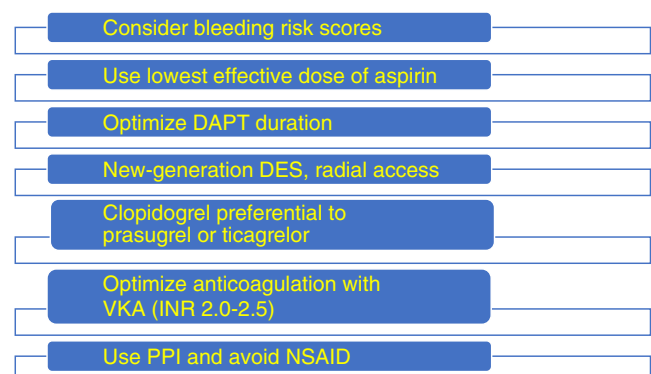 Consider bleeding risk scores
Use lowest effective dose of aspirin
Optimize DAPT duration
New-generation DES, radial access
Clopidogrel preferential to
prasugrel or ticagrelor
Optimize anticoagulation with
VKA (INR 2.0-2.5)
Use PPI and avoid NSAID